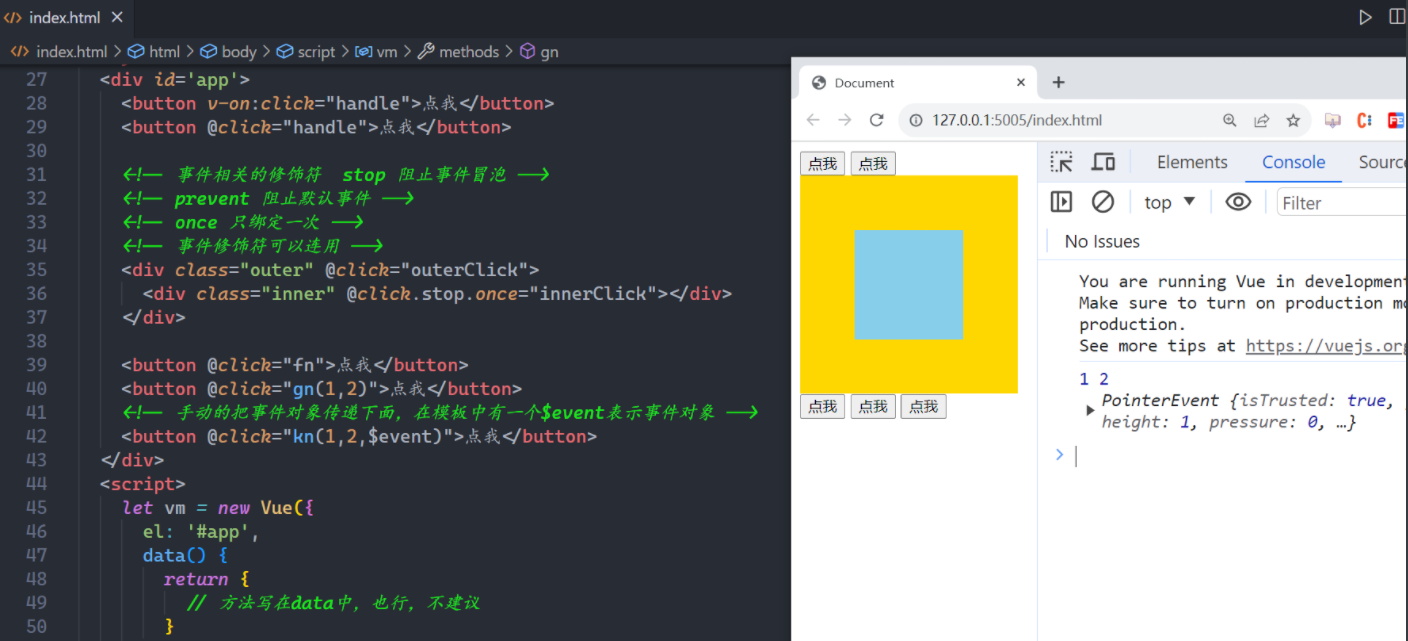 index.html
index.html > html > body > script > vm > methods > gn
27 <div id='app'>
28 <button v-on:click="handle">点我</button>
29 <button @click="handle">点我</button>
30
31 <!-- 事件相关的修饰符 stop 阻止事件冒泡 -->
32 <!-- prevent 阻止默认事件 -->
33 <!-- once 只绑定一次 -->
34 <!-- 事件修饰符可以连用 -->
35 <div class="outer" @click="outerClick">
36 <div class="inner" @click.stop.once="innerClick"></div>
37 </div>
38
39 <button @click="fn">点我</button>
40 <button @click="gn(1,2)">点我</button>
41 <!-- 手动的把事件对象传递下面，在模板中有一个$event表示事件对象 -->
42 <button @click="kn(1,2,$event)">点我</button>
43 </div>
44 <script>
45 let vm = new Vue({
46 el: '#app',
47 data() {
48 return {
49 // 方法写在data中，也行，不建议
50 }
Document
127.0.0.1:5005/index.html
点我 点我
点我 点我 点我
Elements Console Sourc
top Filter
No Issues
You are running Vue in development
Make sure to turn on production mo
production.
See more tips at https://vuejs.org
1 2
PointerEvent {isTrusted: true,
height: 1, pressure: 0, …}